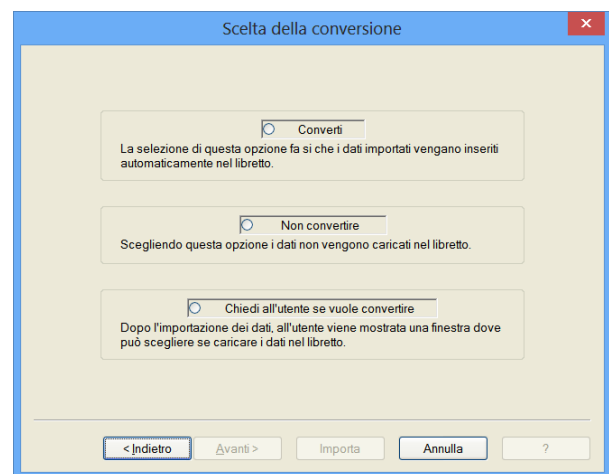 Scelta della conversione
x
Converti
La selezione di questa opzione fa si che i dati importati vengano inseriti
automaticamente nel libretto.
Non convertire
Scegliendo questa opzione i dati non vengono caricati nel libretto.
Chiedi all'utente se vuole convertire
Dopo l'importazione dei dati, all'utente viene mostrata una finestra dove
può scegliere se caricare i dati nel libretto.
< Indietro Avanti > Importa Annulla ?